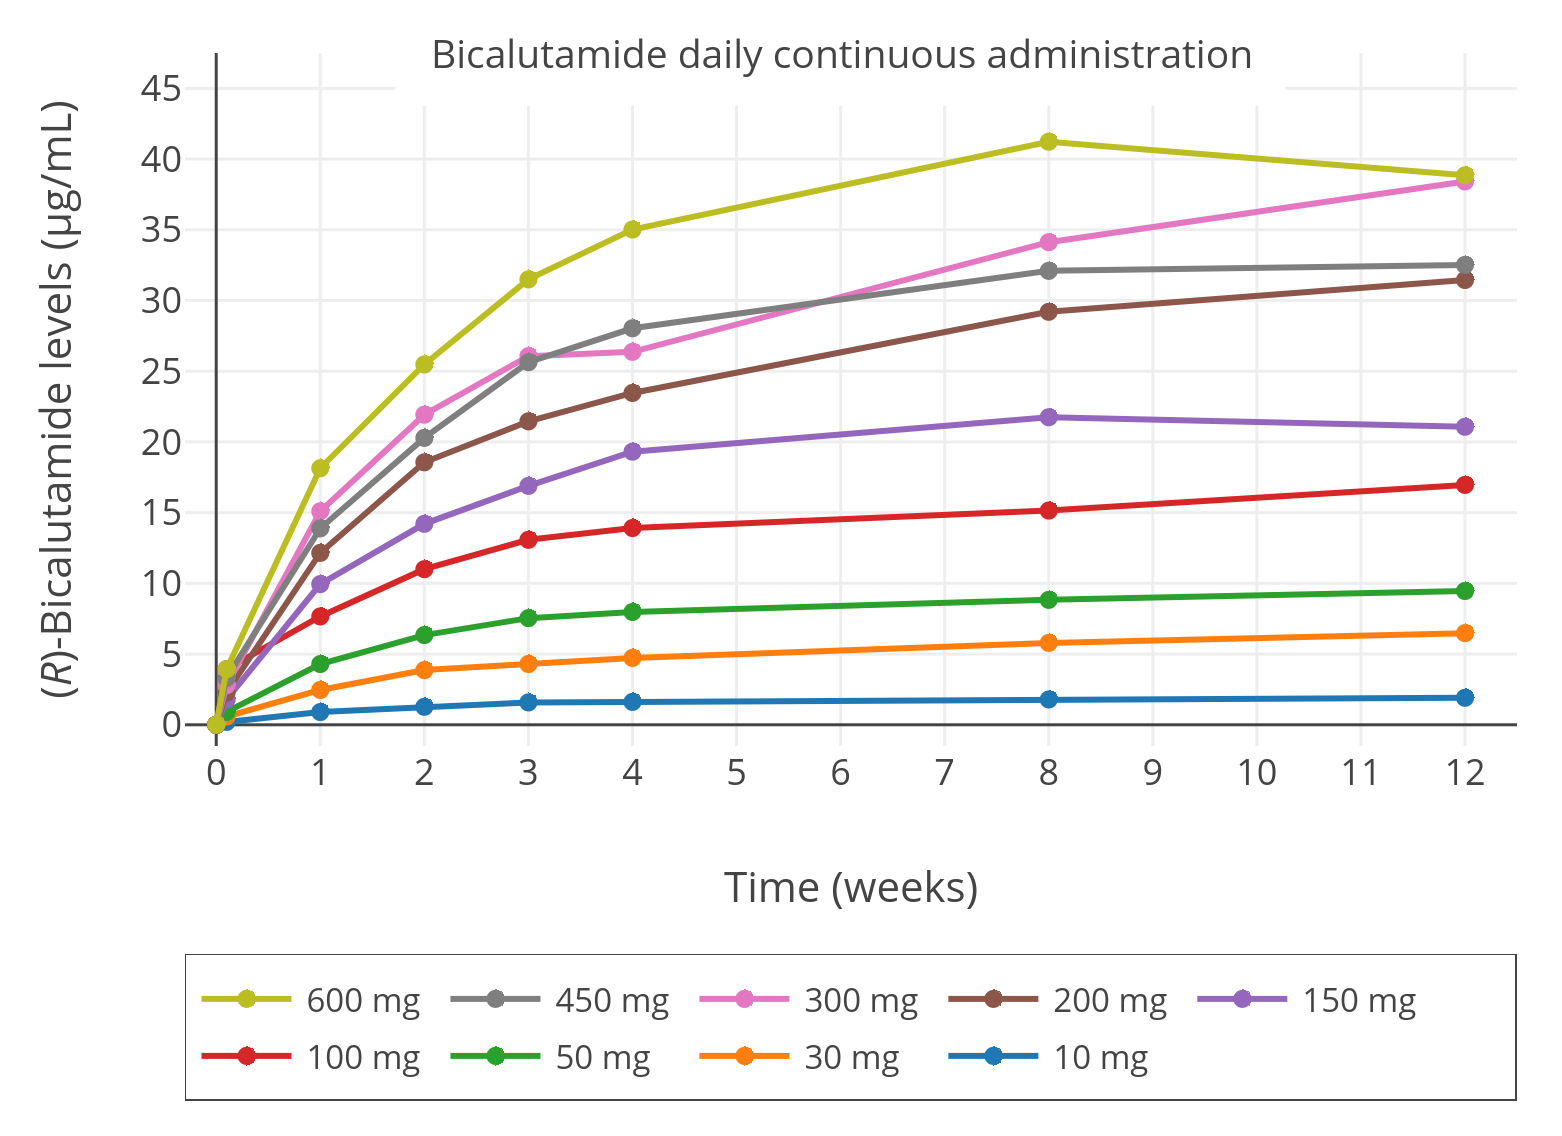 Bicalutamide daily continuous administration
(R)-Bicalutamide levels (μg/mL)
45
40
35
30
25
20
15
10
5
0
0 1 2 3 4 5 6 7 8 9 10 11 12
Time (weeks)
600 mg 450 mg 300 mg 200 mg 150 mg
100 mg 50 mg 30 mg 10 mg